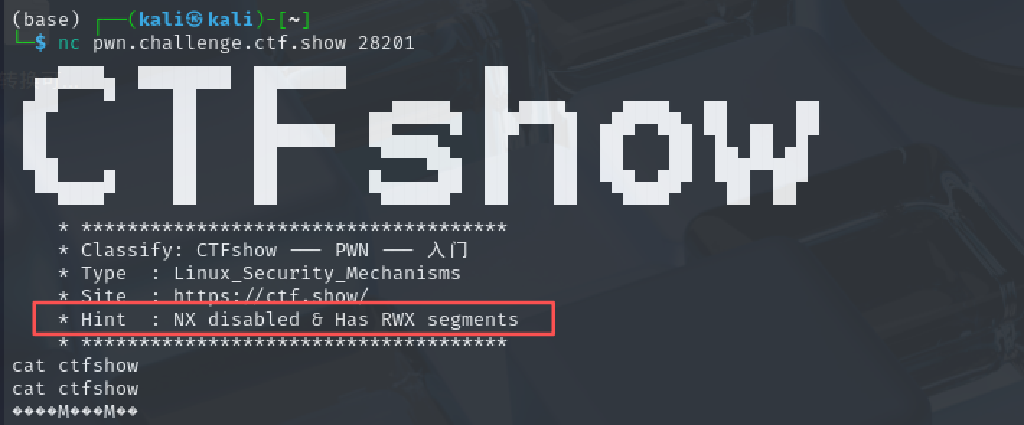 (base) ┌──(kali㉿kali)-[~]
└─$ nc pwn.challenge.ctf.show 28201
CTFshow
* *************************************
* Classify: CTFshow ── PWN ── 入门
* Type : Linux_Security_Mechanisms
* Site : https://ctf.show/
* Hint : NX disabled & Has RWX segments
* *************************************
cat ctfshow
cat ctfshow
����M���M��